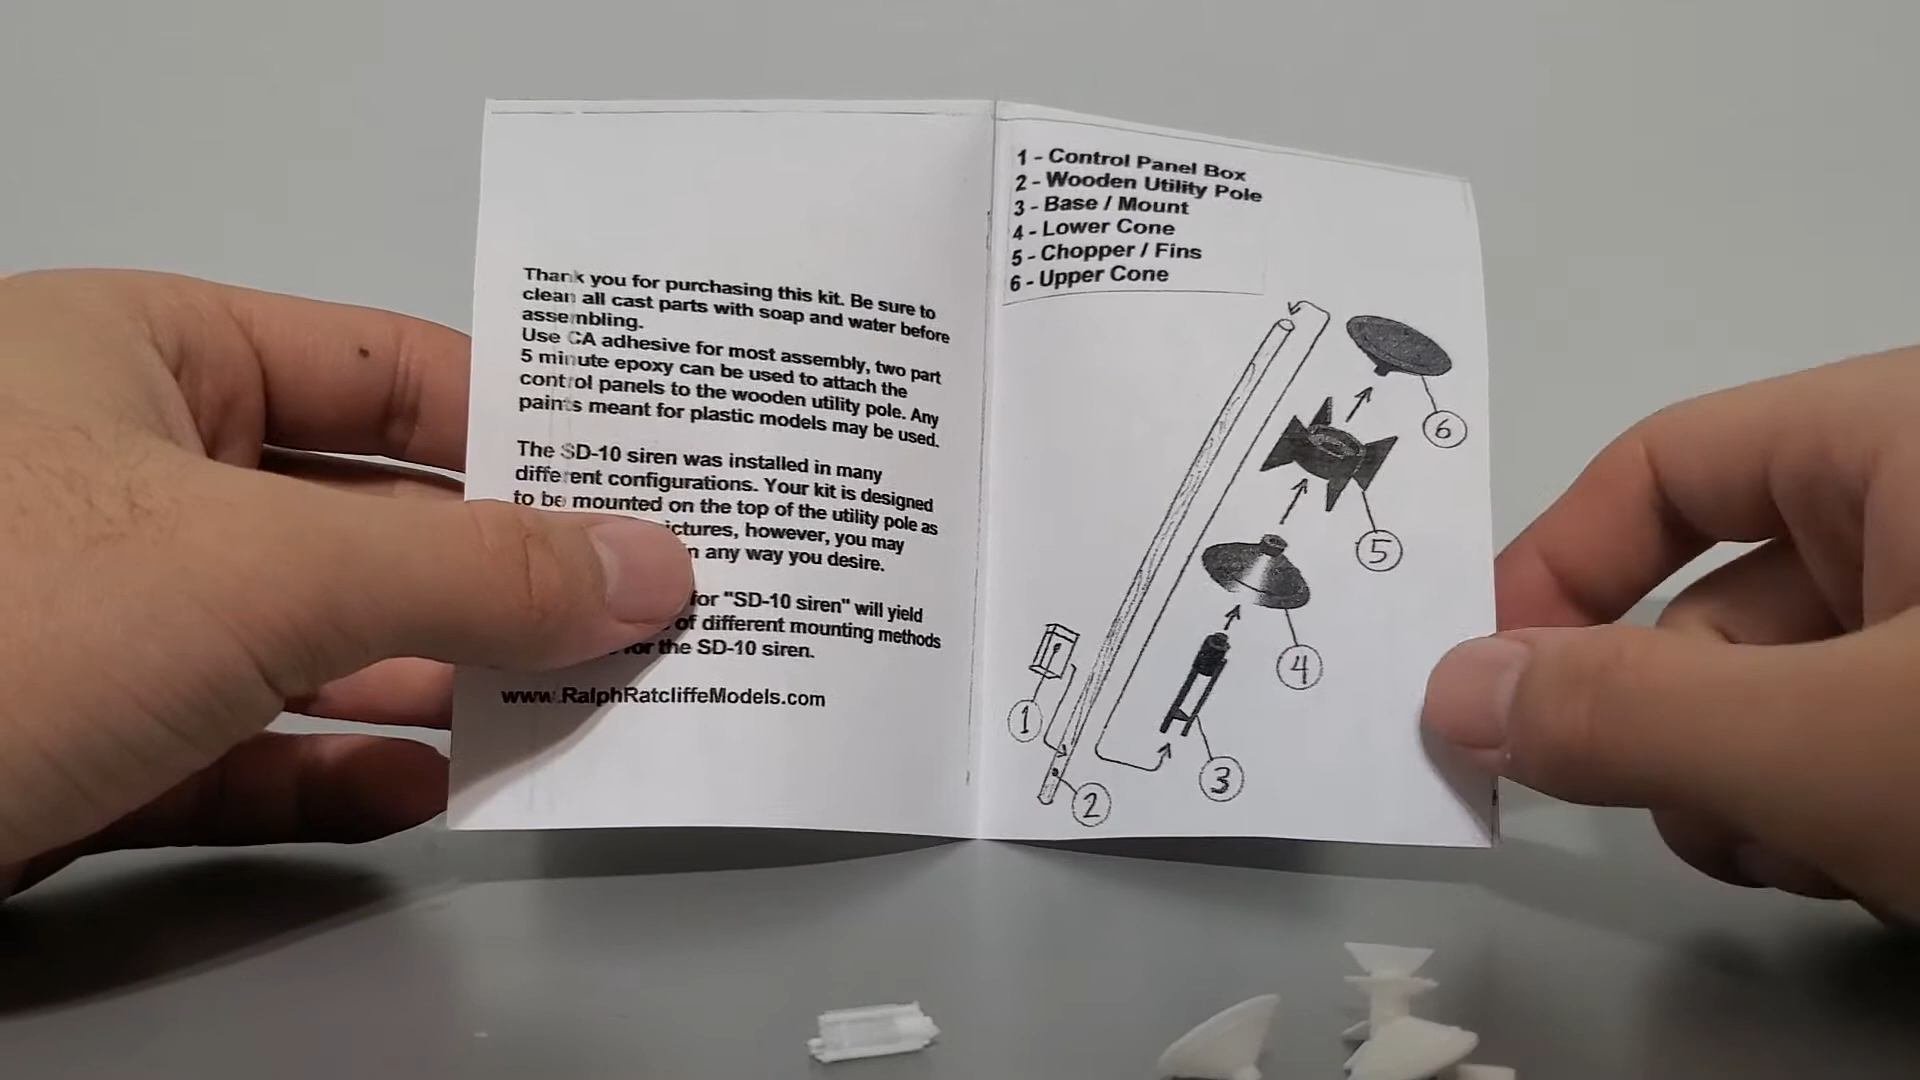 Thank you for purchasing this kit. Be sure to
clean all cast parts with soap and water before
assembling.
Use CA adhesive for most assembly, two part
5 minute epoxy can be used to attach the
control panels to the wooden utility pole. Any
paints meant for plastic models may be used.
The SD-10 siren was installed in many
different configurations. Your kit is designed
to be mounted on the top of the utility pole as
however, you may
any way you desire.
for "SD-10 siren" will yield
of different mounting methods
for the SD-10 siren.
www.RalphRatcliffeModels.com
1 - Control Panel Box
2 - Wooden Utility Pole
3 - Base / Mount
4 - Lower Cone
5 - Chopper / Fins
6 - Upper Cone
6
5
4
1
3
2